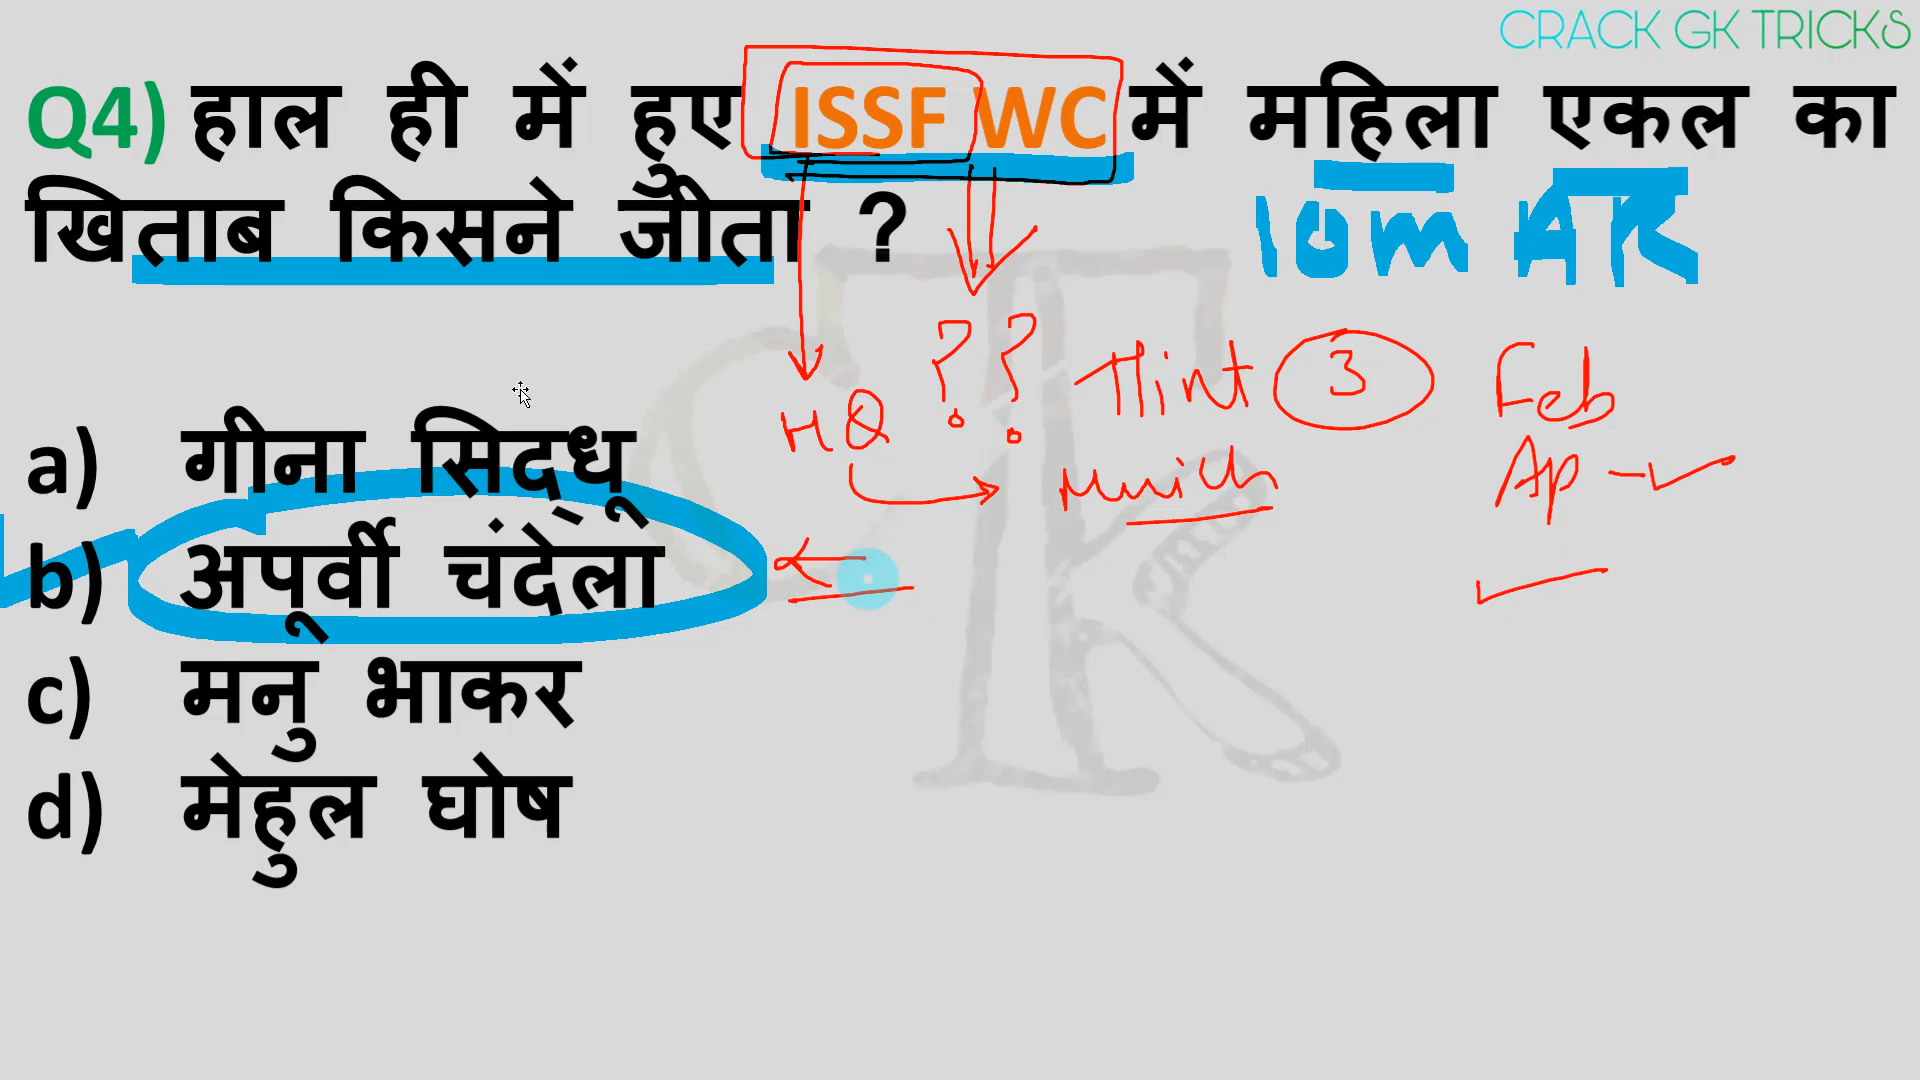 CRACK GK TRICKS
Q4) हाल ही में हुए ISSF WC में महिला एकल का
खिताब किसने जीता ?
10m AR
?? Hint 3 Feb
HQ
Munich
Ap
a) गीना सिद्धू
b) अपूर्वी चंदेला
c) मनु भाकर
d) मेहुल घोष